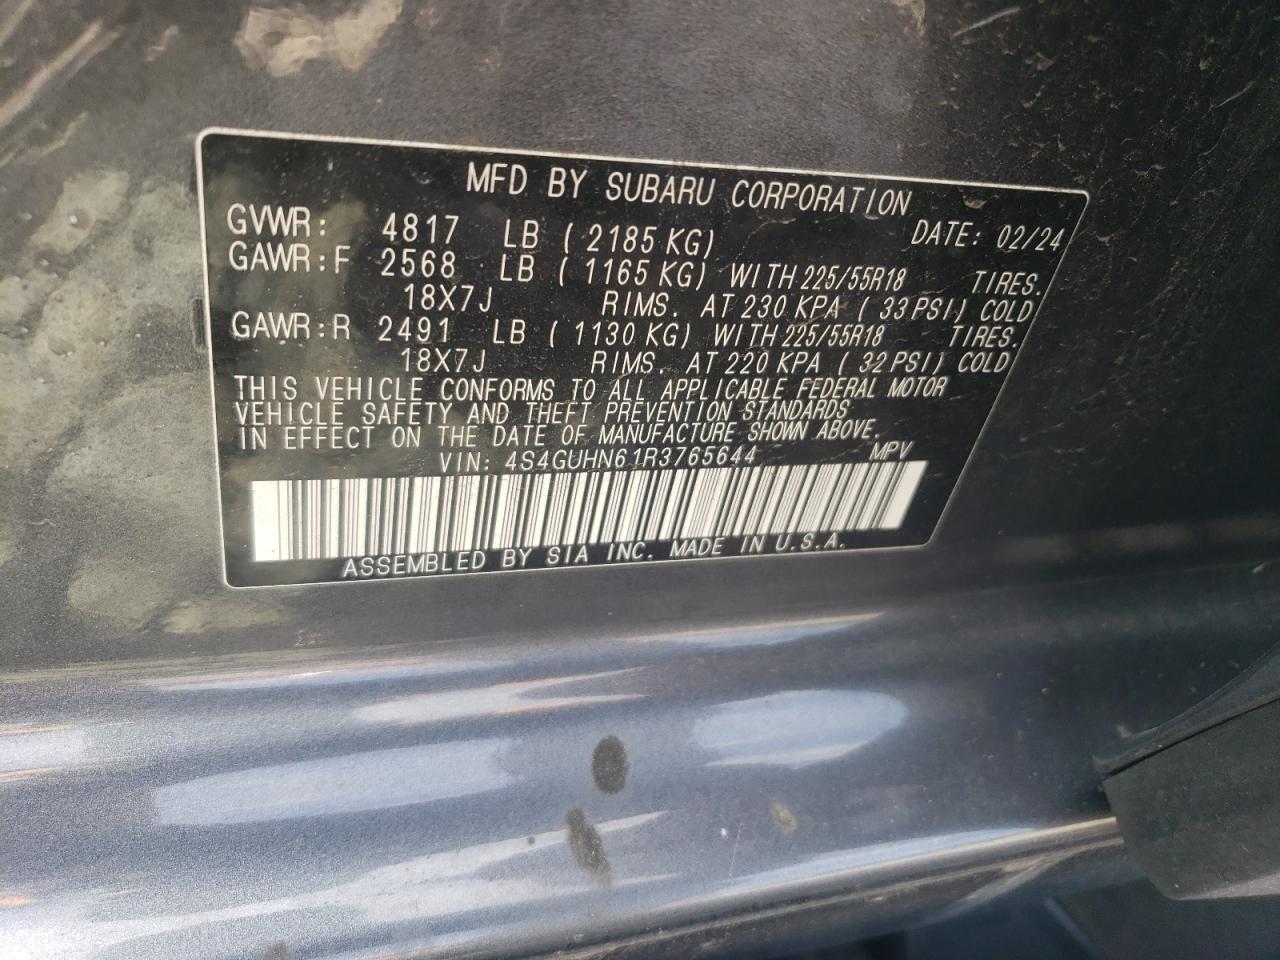 MFD BY SUBARU CORPORATION
GVWR: 4817 LB ( 2185 KG) DATE: 02/24
GAWR:F 2568 LB ( 1165 KG) WITH 225/55R18 TIRES.
18X7J RIMS. AT 230 KPA ( 33 PSI) COLD
GAWR:R 2491 LB ( 1130 KG) WITH 225/55R18 TIRES.
18X7J RIMS. AT 220 KPA ( 32 PSI) COLD
THIS VEHICLE CONFORMS TO ALL APPLICABLE FEDERAL MOTOR
VEHICLE SAFETY AND THEFT PREVENTION STANDARDS
IN EFFECT ON THE DATE OF MANUFACTURE SHOWN ABOVE.
VIN: 4S4GUHN61R3765644 MPV
ASSEMBLED BY SIA INC. MADE IN U.S.A.